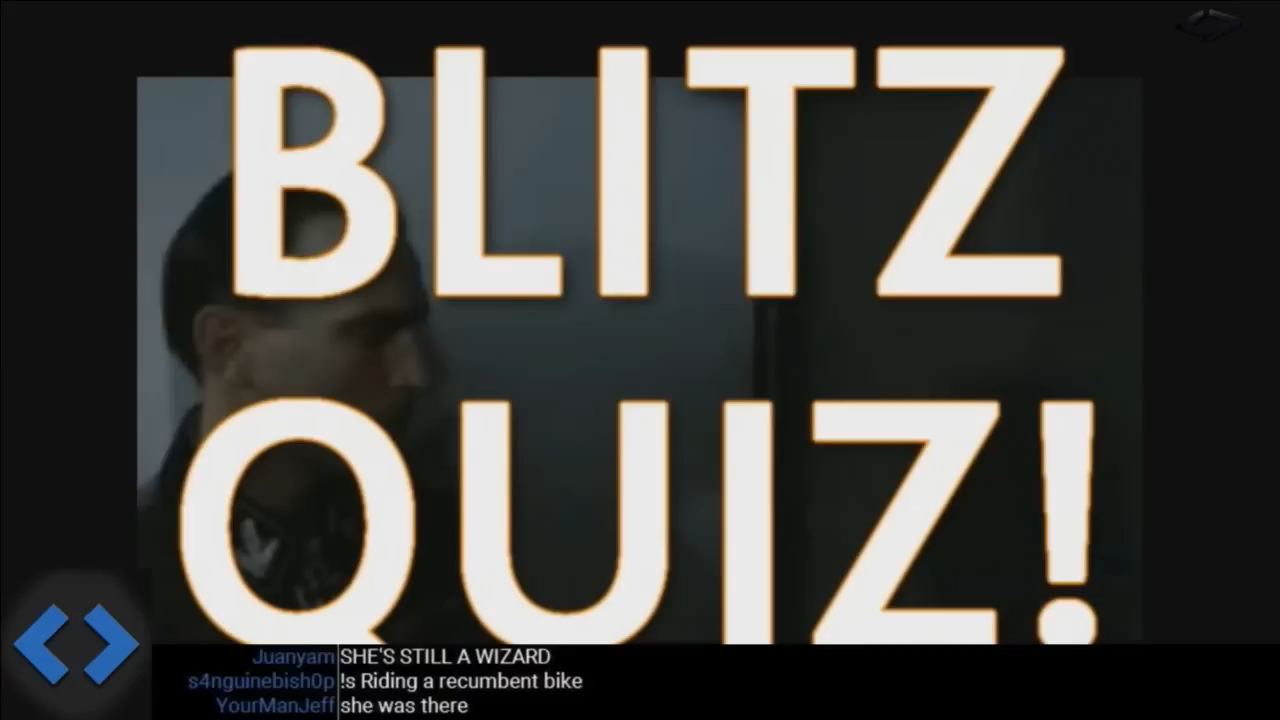 BLITZ
QUIZ!
Juanyam SHE'S STILL A WIZARD
s4nguinebish0p !s Riding a recumbent bike
YourManJeff she was there